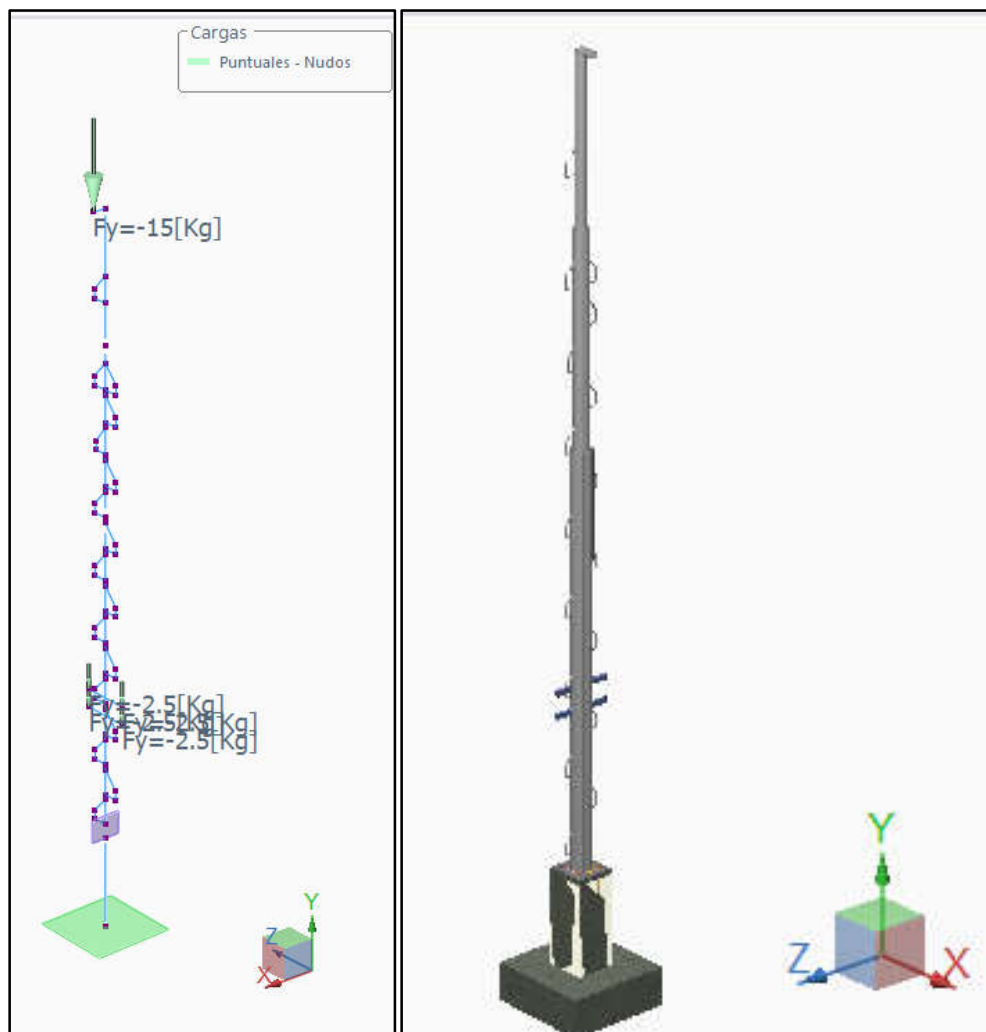 Cargas
Puntuales - Nudos
Fy=-15[Kg]
Fy=-2.5[Kg]
Fy=-2.5[Kg]
Y
Z
X
Y
Z
X